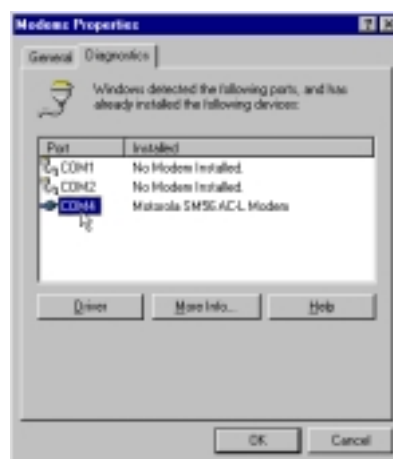 Modems Properties
General Diagnostics
Windows detected the following ports, and has
already installed the following devices:
Port Installed
COM1 No Modem Installed.
COM2 No Modem Installed.
COM4 Motorola SM56 AC-L Modem
Driver More Info... Help
OK Cancel